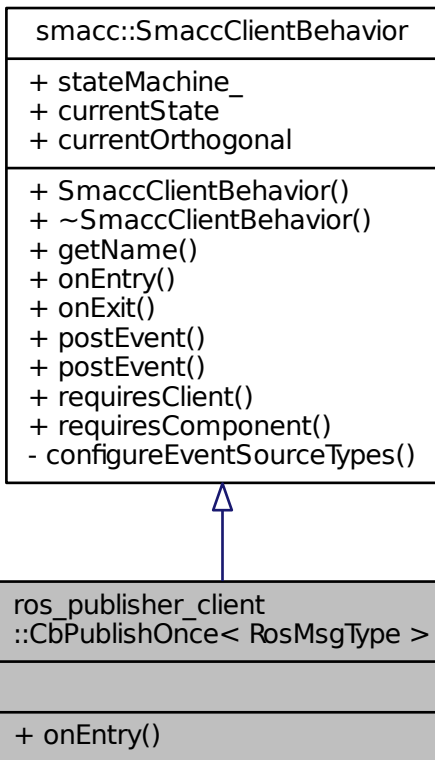 smacc::SmaccClientBehavior
+ stateMachine_
+ currentState
+ currentOrthogonal
+ SmaccClientBehavior()
+ ~SmaccClientBehavior()
+ getName()
+ onEntry()
+ onExit()
+ postEvent()
+ postEvent()
+ requiresClient()
+ requiresComponent()
- configureEventSourceTypes()
ros_publisher_client
::CbPublishOnce< RosMsgType >
+ onEntry()